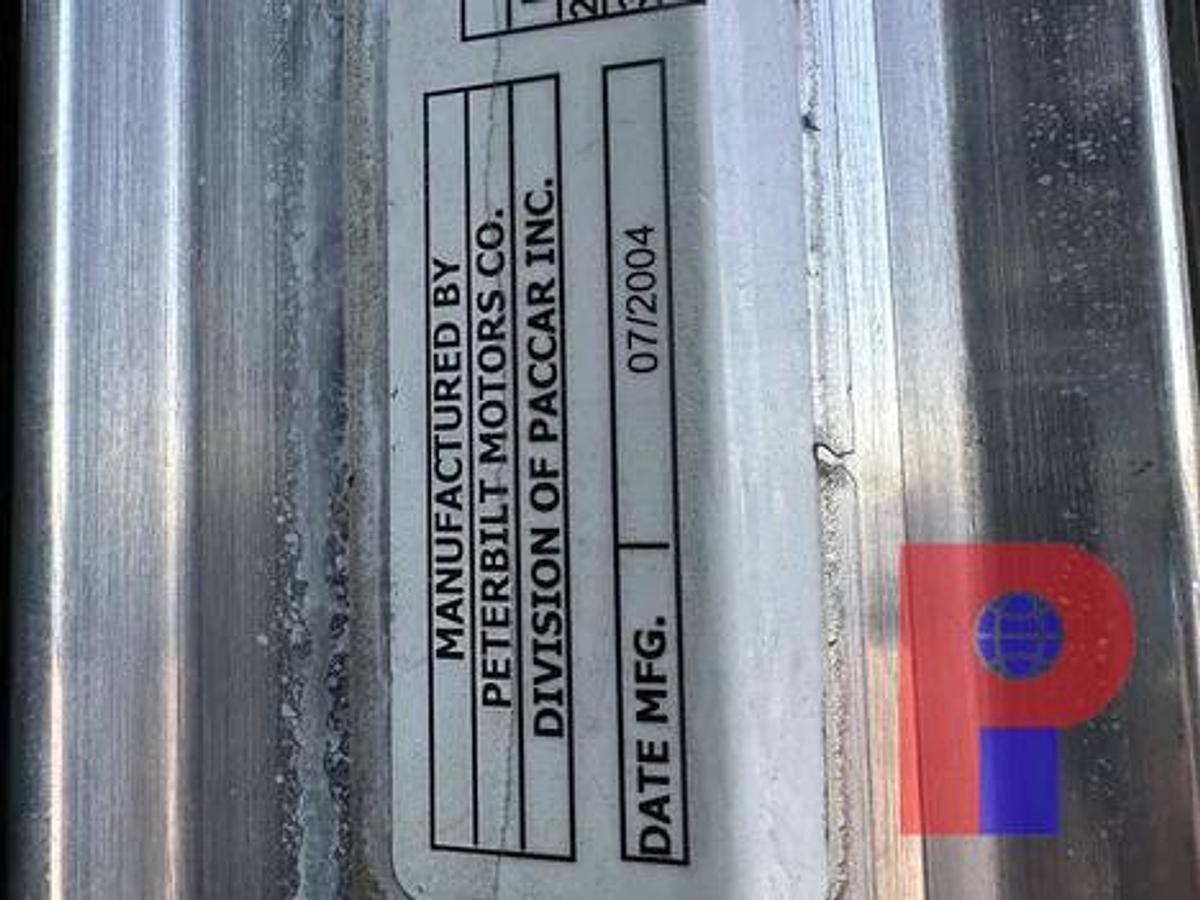 MANUFACTURED BY
PETERBILT MOTORS CO.
DIVISION OF PACCAR INC.
DATE MFG. 07/2004